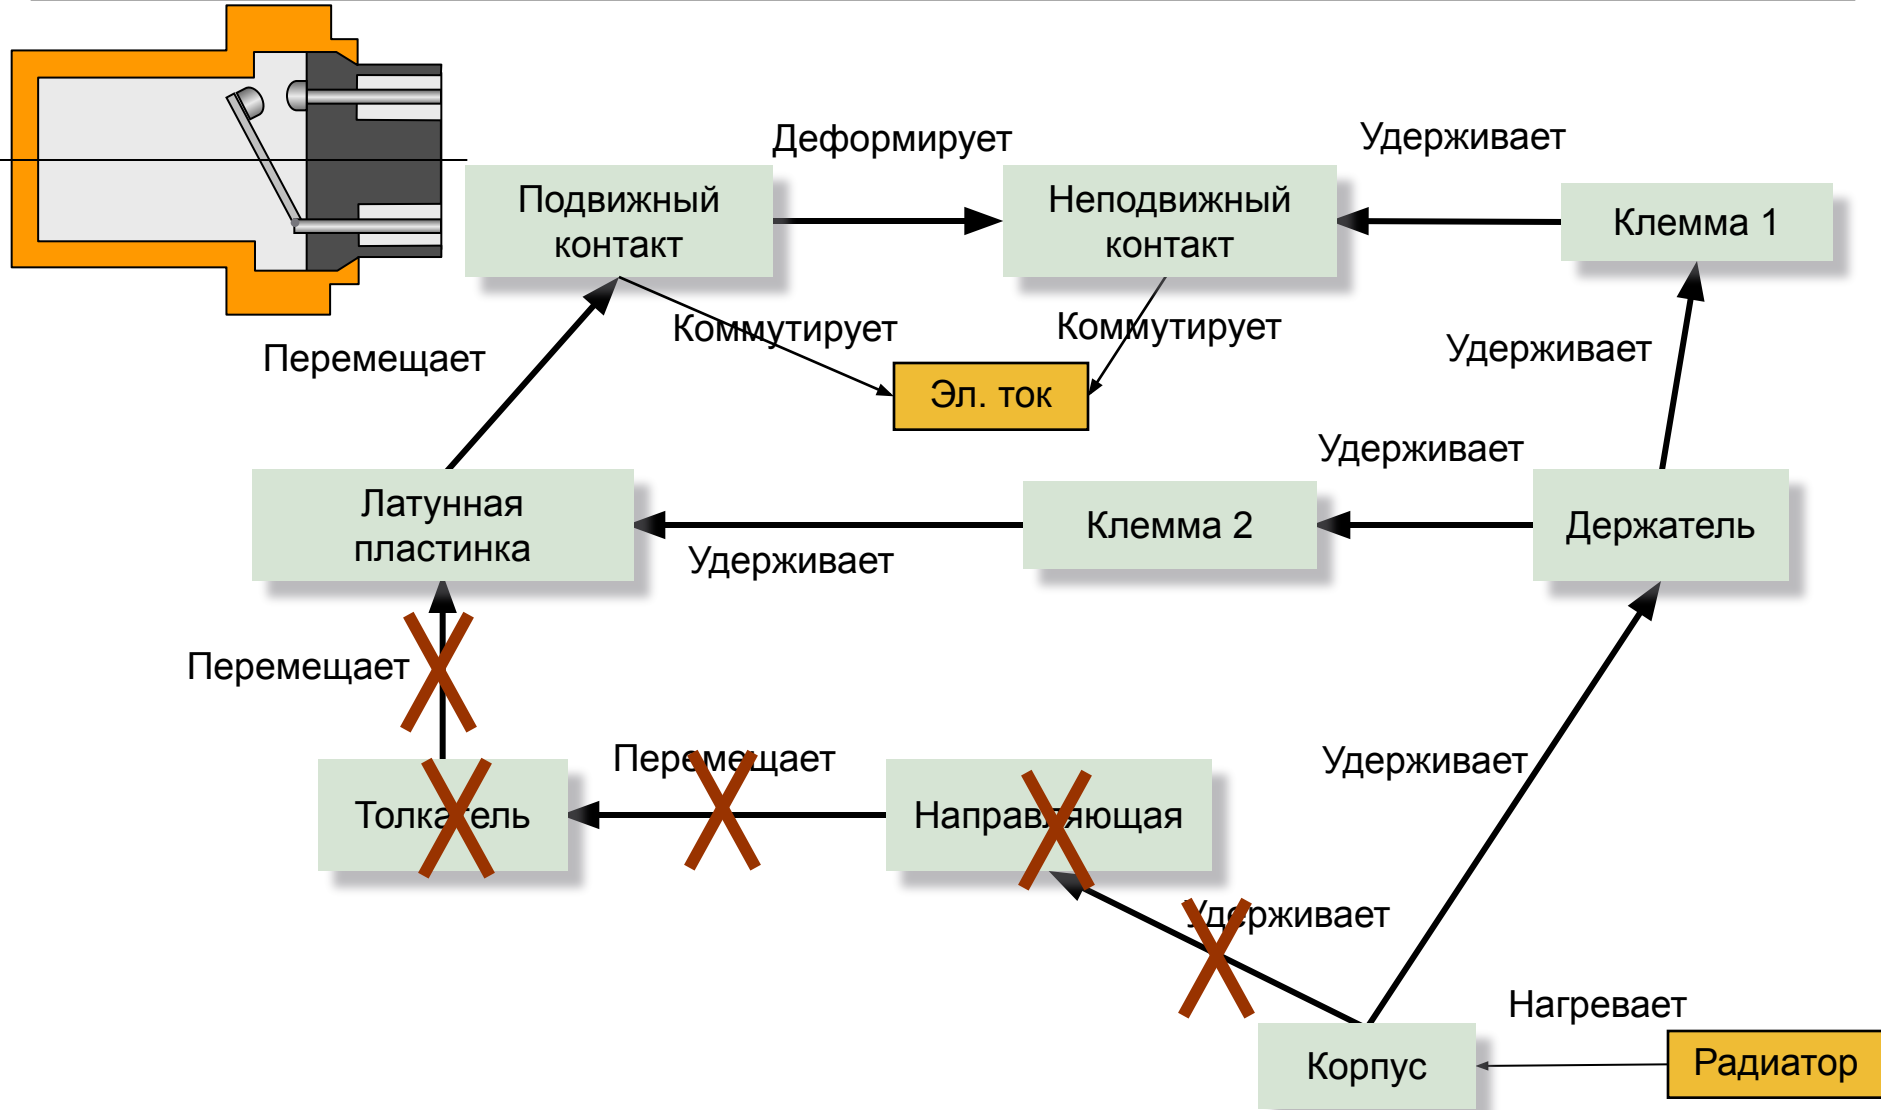 Деформирует
Удерживает
Подвижный
контакт
Неподвижный
контакт
Клемма 1
Коммутирует
Коммутирует
Перемещает
Удерживает
Эл. ток
Удерживает
Латунная
пластинка
Клемма 2
Держатель
Удерживает
Перемещает
Перемещает
Удерживает
Толкатель
Направляющая
Удерживает
Нагревает
Корпус
Радиатор